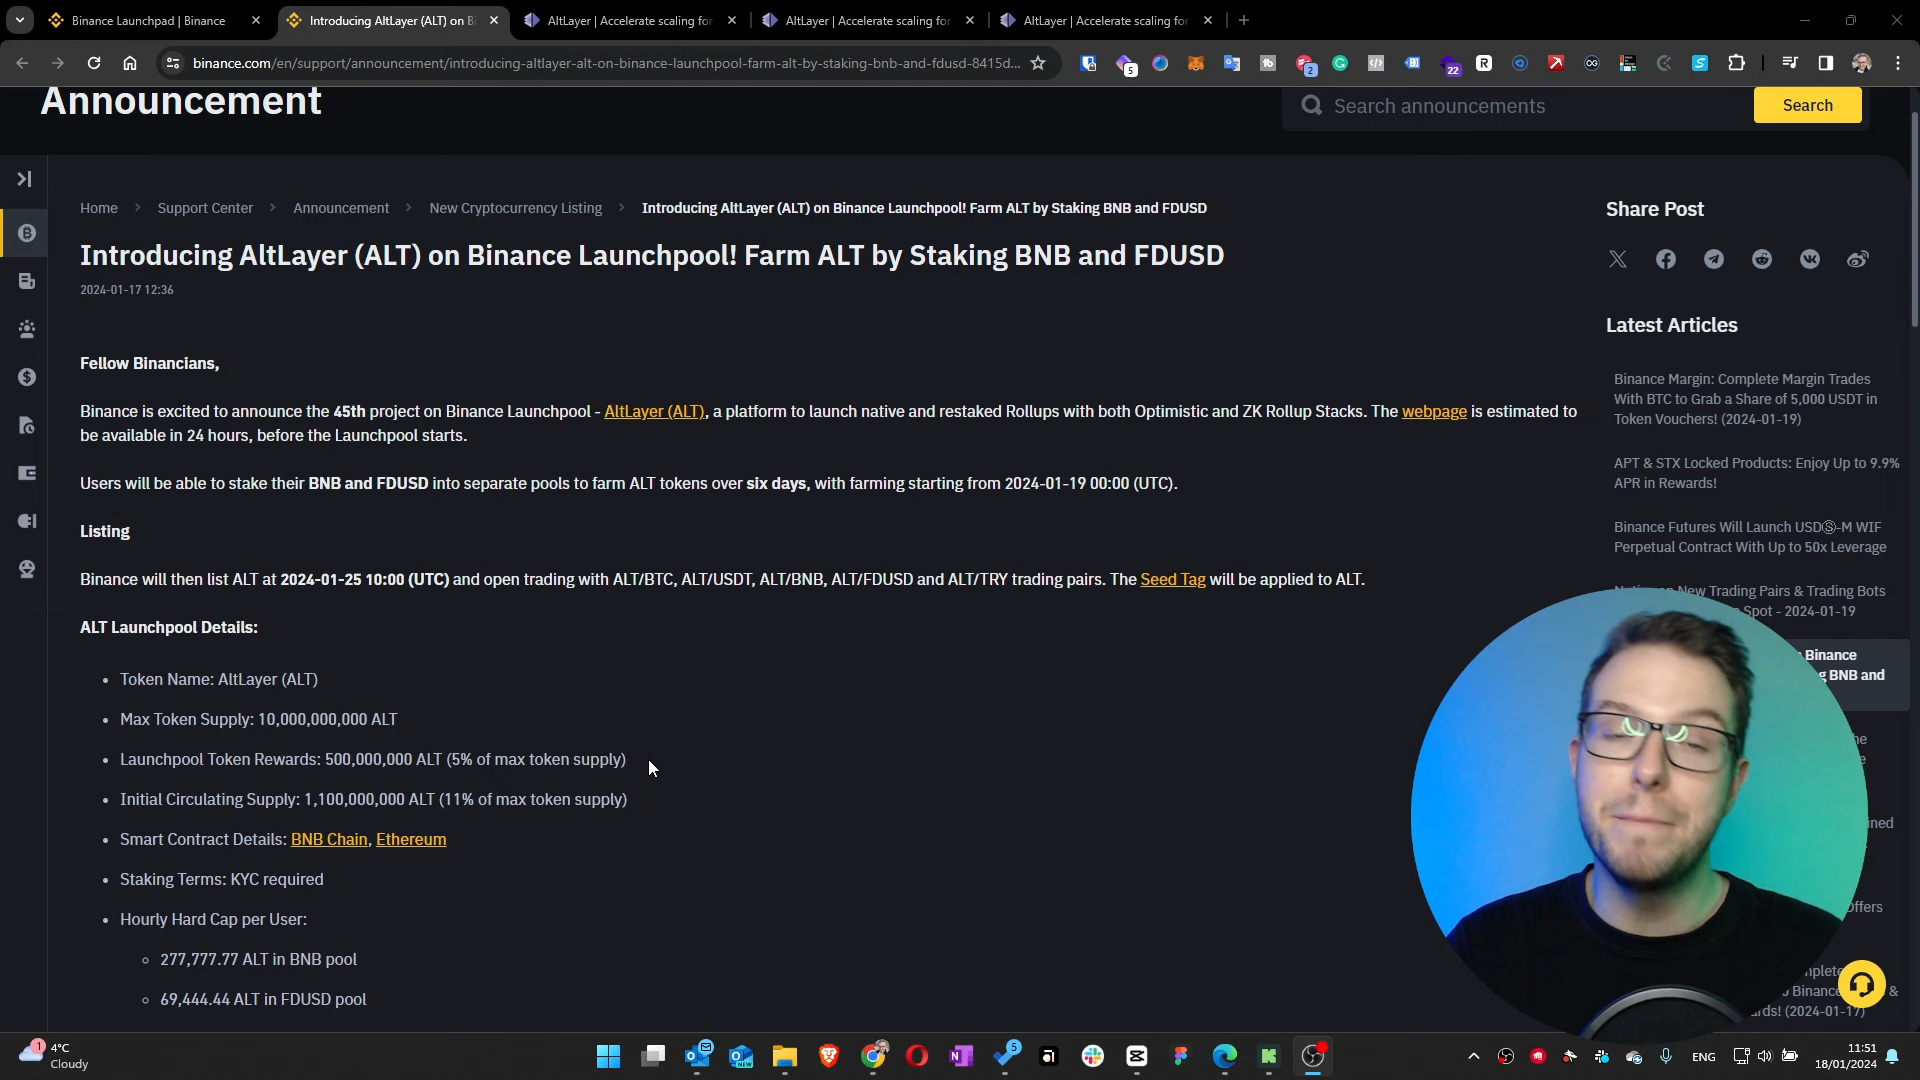 Binance Launchpad | Binance
Introducing AltLayer (ALT) on B
AltLayer | Accelerate scaling for
AltLayer | Accelerate scaling for
AltLayer | Accelerate scaling for
binance.com/en/support/announcement/introducing-altlayer-alt-on-binance-launchpool-farm-alt-by-staking-bnb-and-fdusd-8415d...
5
2
22
Announcement
Search announcements
Search
Home > Support Center > Announcement > New Cryptocurrency Listing > Introducing AltLayer (ALT) on Binance Launchpool! Farm ALT by Staking BNB and FDUSD
Introducing AltLayer (ALT) on Binance Launchpool! Farm ALT by Staking BNB and FDUSD
2024-01-17 12:36
Fellow Binancians,
Binance is excited to announce the 45th project on Binance Launchpool - AltLayer (ALT), a platform to launch native and restaked Rollups with both Optimistic and ZK Rollup Stacks. The webpage is estimated to
be available in 24 hours, before the Launchpool starts.
Users will be able to stake their BNB and FDUSD into separate pools to farm ALT tokens over six days, with farming starting from 2024-01-19 00:00 (UTC).
Listing
Binance will then list ALT at 2024-01-25 10:00 (UTC) and open trading with ALT/BTC, ALT/USDT, ALT/BNB, ALT/FDUSD and ALT/TRY trading pairs. The Seed Tag will be applied to ALT.
ALT Launchpool Details:
• Token Name: AltLayer (ALT)
• Max Token Supply: 10,000,000,000 ALT
• Launchpool Token Rewards: 500,000,000 ALT (5% of max token supply)
• Initial Circulating Supply: 1,100,000,000 ALT (11% of max token supply)
• Smart Contract Details: BNB Chain, Ethereum
• Staking Terms: KYC required
• Hourly Hard Cap per User:
◦ 277,777.77 ALT in BNB pool
◦ 69,444.44 ALT in FDUSD pool
Share Post
Latest Articles
Binance Margin: Complete Margin Trades
With BTC to Grab a Share of 5,000 USDT in
Token Vouchers! (2024-01-19)
APT & STX Locked Products: Enjoy Up to 9.9%
APR in Rewards!
Binance Futures Will Launch USDⓈ-M WIF
Perpetual Contract With Up to 50x Leverage
New Trading Pairs & Trading Bots
Spot - 2024-01-19
Binance
BNB and
Offers
Binance &
(2024-01-17)
1
4°C
Cloudy
NEW
5
ENG
11:51
18/01/2024